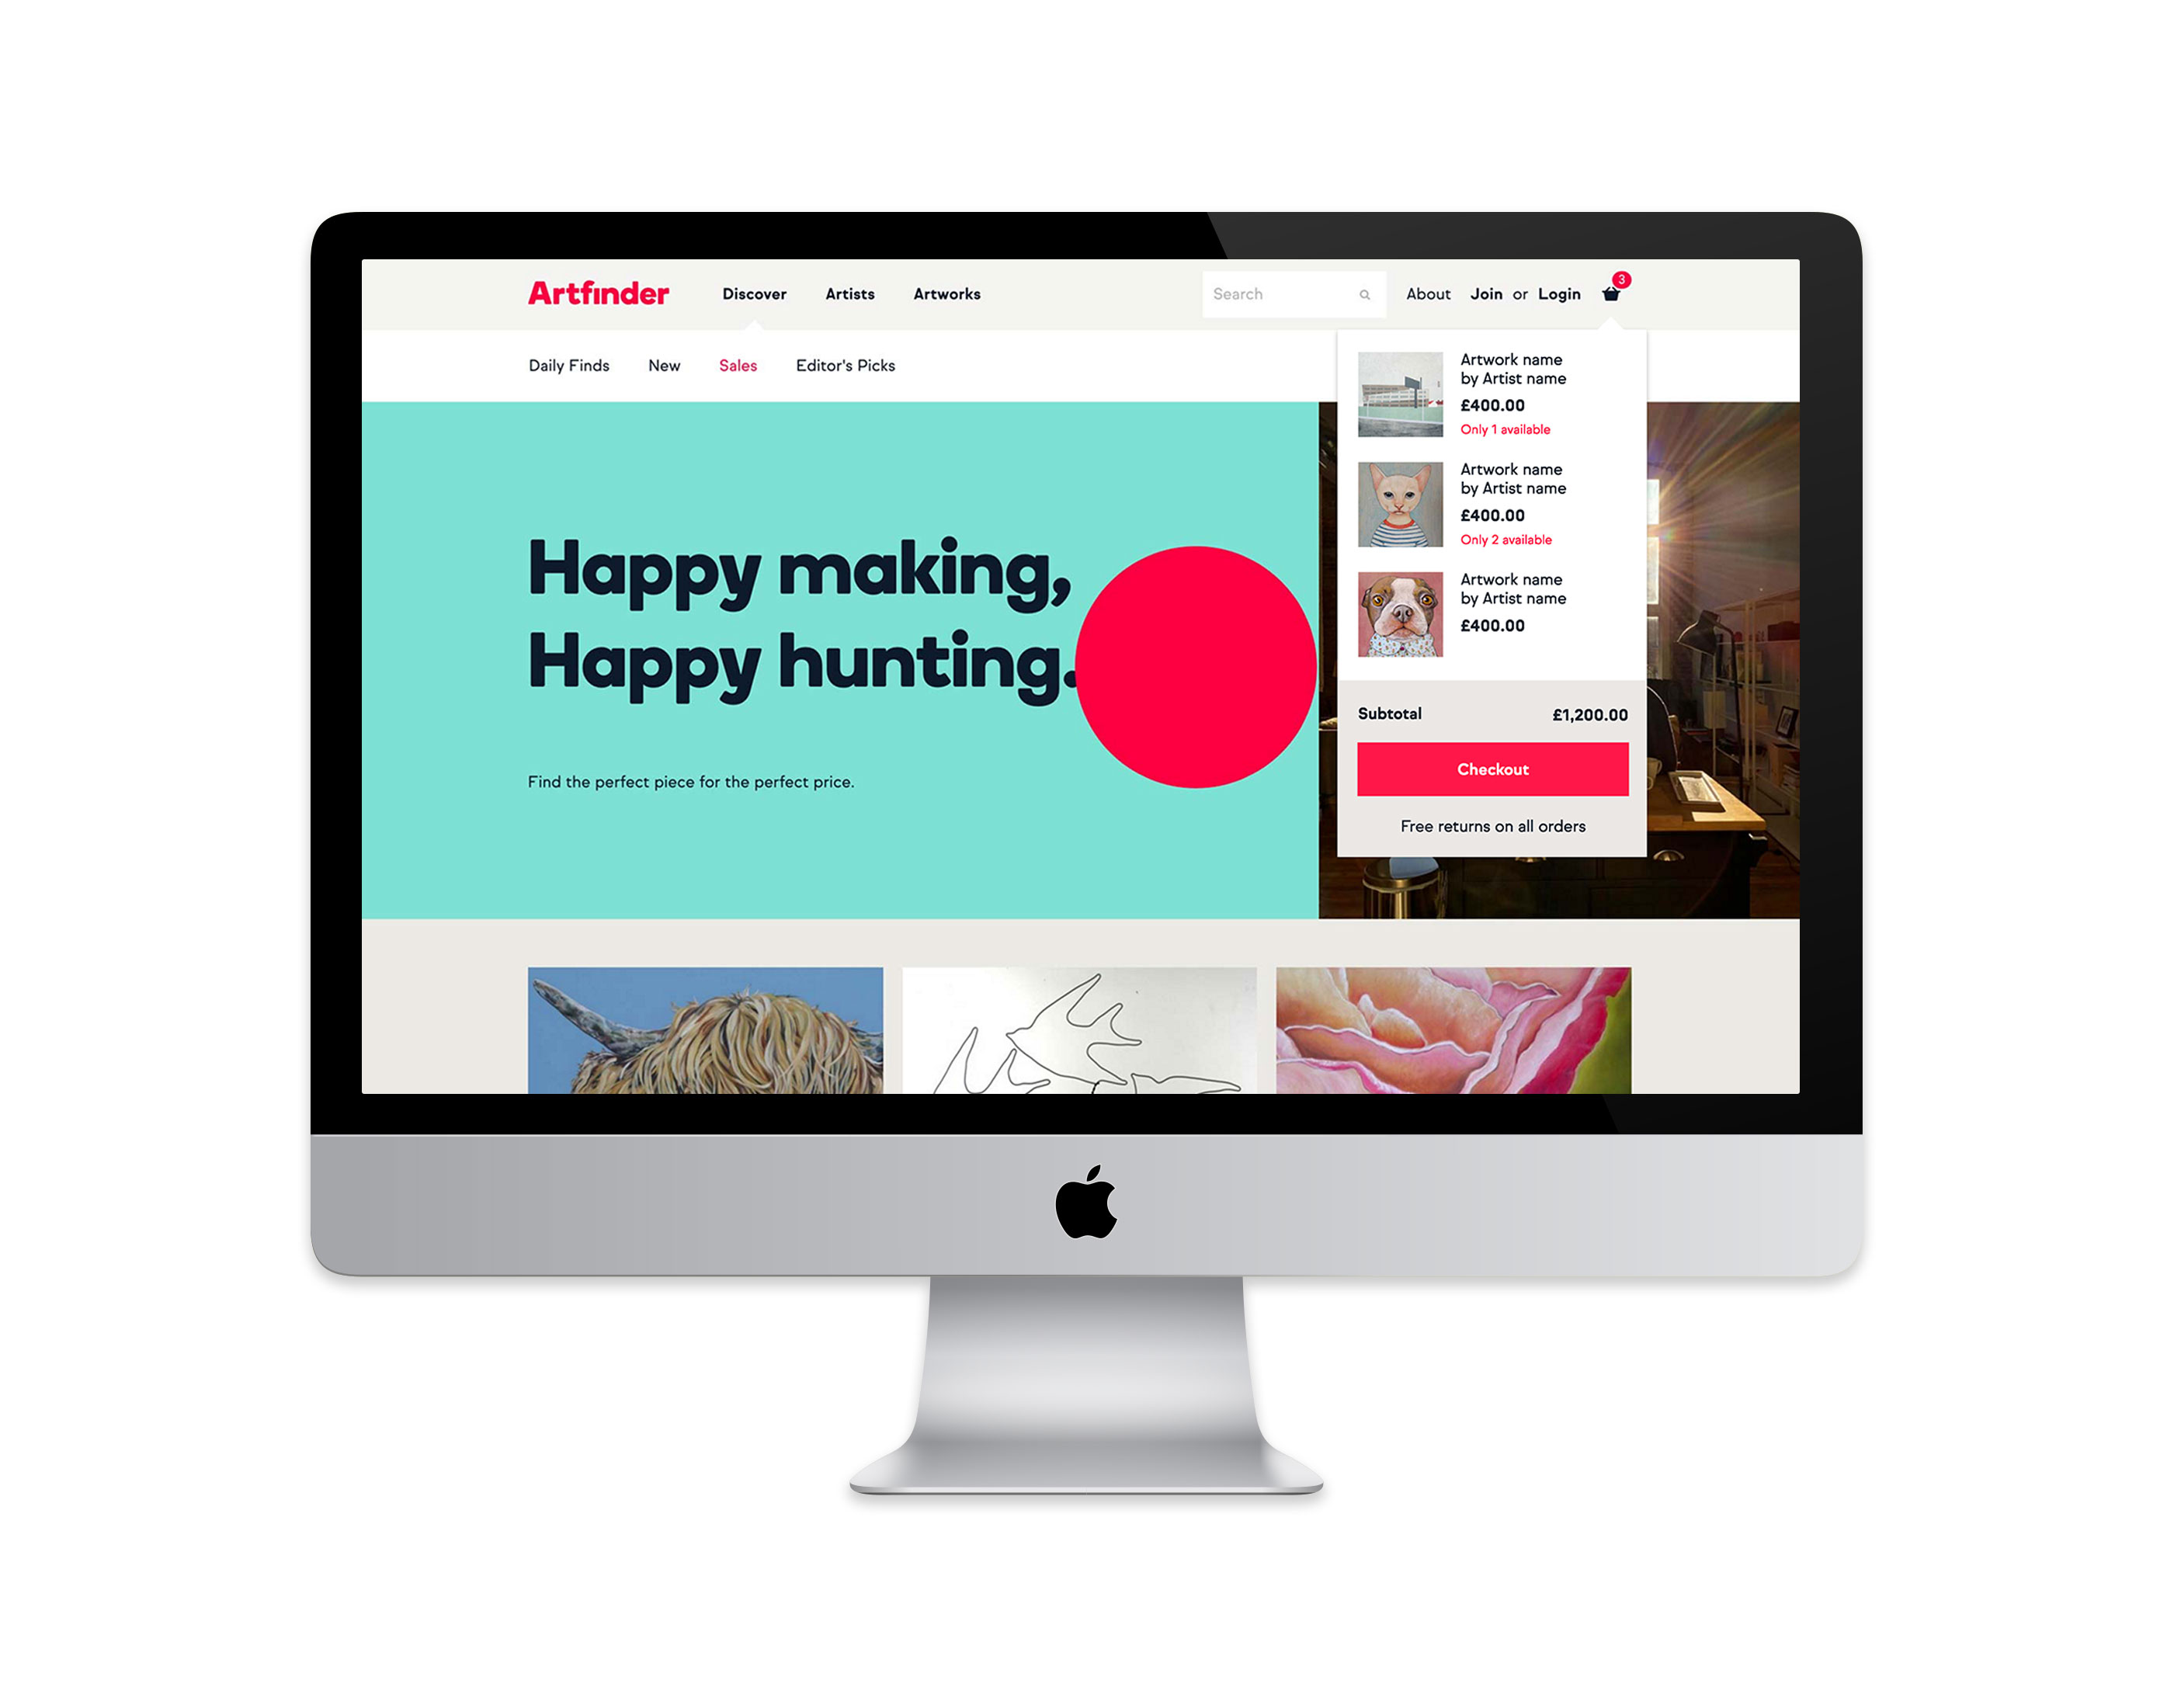 Artfinder
Discover
Artists
Artworks
Search
About
Join or Login
3
Daily Finds
New
Sales
Editor's Picks
Happy making,
Happy hunting.
Find the perfect piece for the perfect price.
Artwork name
by Artist name
£400.00
Only 1 available
Artwork name
by Artist name
£400.00
Only 2 available
Artwork name
by Artist name
£400.00
Subtotal
£1,200.00
Checkout
Free returns on all orders